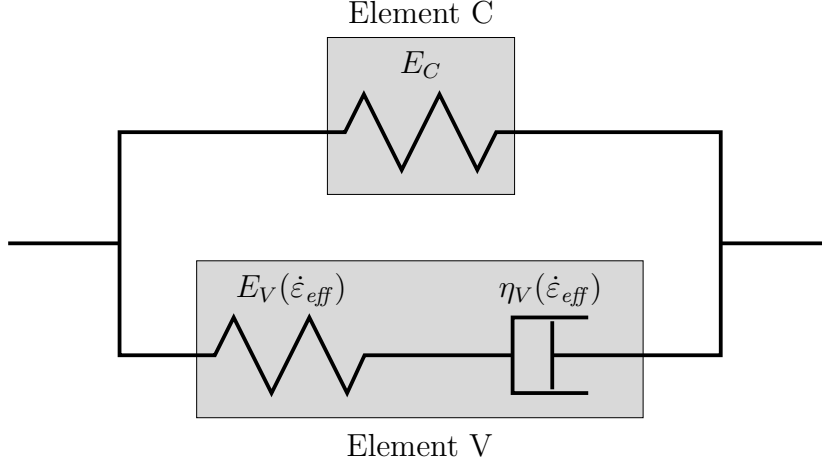 Element C
E_C
E_V(ε̇_eff)
η_V(ε̇_eff)
Element V